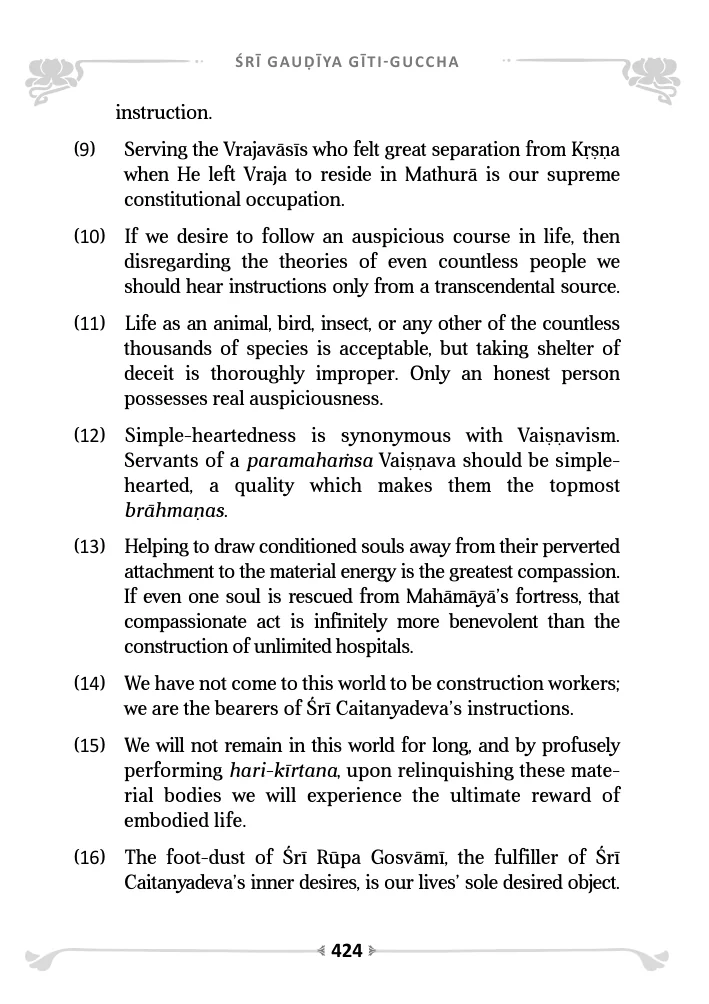 ŚRĪ GAUḌĪYA GĪTI-GUCCHA
instruction.
(9) Serving the Vrajavāsīs who felt great separation from Kṛṣṇa
when He left Vraja to reside in Mathurā is our supreme
constitutional occupation.
(10) If we desire to follow an auspicious course in life, then
disregarding the theories of even countless people we
should hear instructions only from a transcendental source.
(11) Life as an animal, bird, insect, or any other of the countless
thousands of species is acceptable, but taking shelter of
deceit is thoroughly improper. Only an honest person
possesses real auspiciousness.
(12) Simple-heartedness is synonymous with Vaiṣṇavism.
Servants of a paramahaṁsa Vaiṣṇava should be simple-
hearted, a quality which makes them the topmost
brāhmaṇas.
(13) Helping to draw conditioned souls away from their perverted
attachment to the material energy is the greatest compassion.
If even one soul is rescued from Mahāmāyā’s fortress, that
compassionate act is infinitely more benevolent than the
construction of unlimited hospitals.
(14) We have not come to this world to be construction workers;
we are the bearers of Śrī Caitanyadeva’s instructions.
(15) We will not remain in this world for long, and by profusely
performing hari-kīrtana, upon relinquishing these mate-
rial bodies we will experience the ultimate reward of
embodied life.
(16) The foot-dust of Śrī Rūpa Gosvāmī, the fulfiller of Śrī
Caitanyadeva’s inner desires, is our lives’ sole desired object.
424